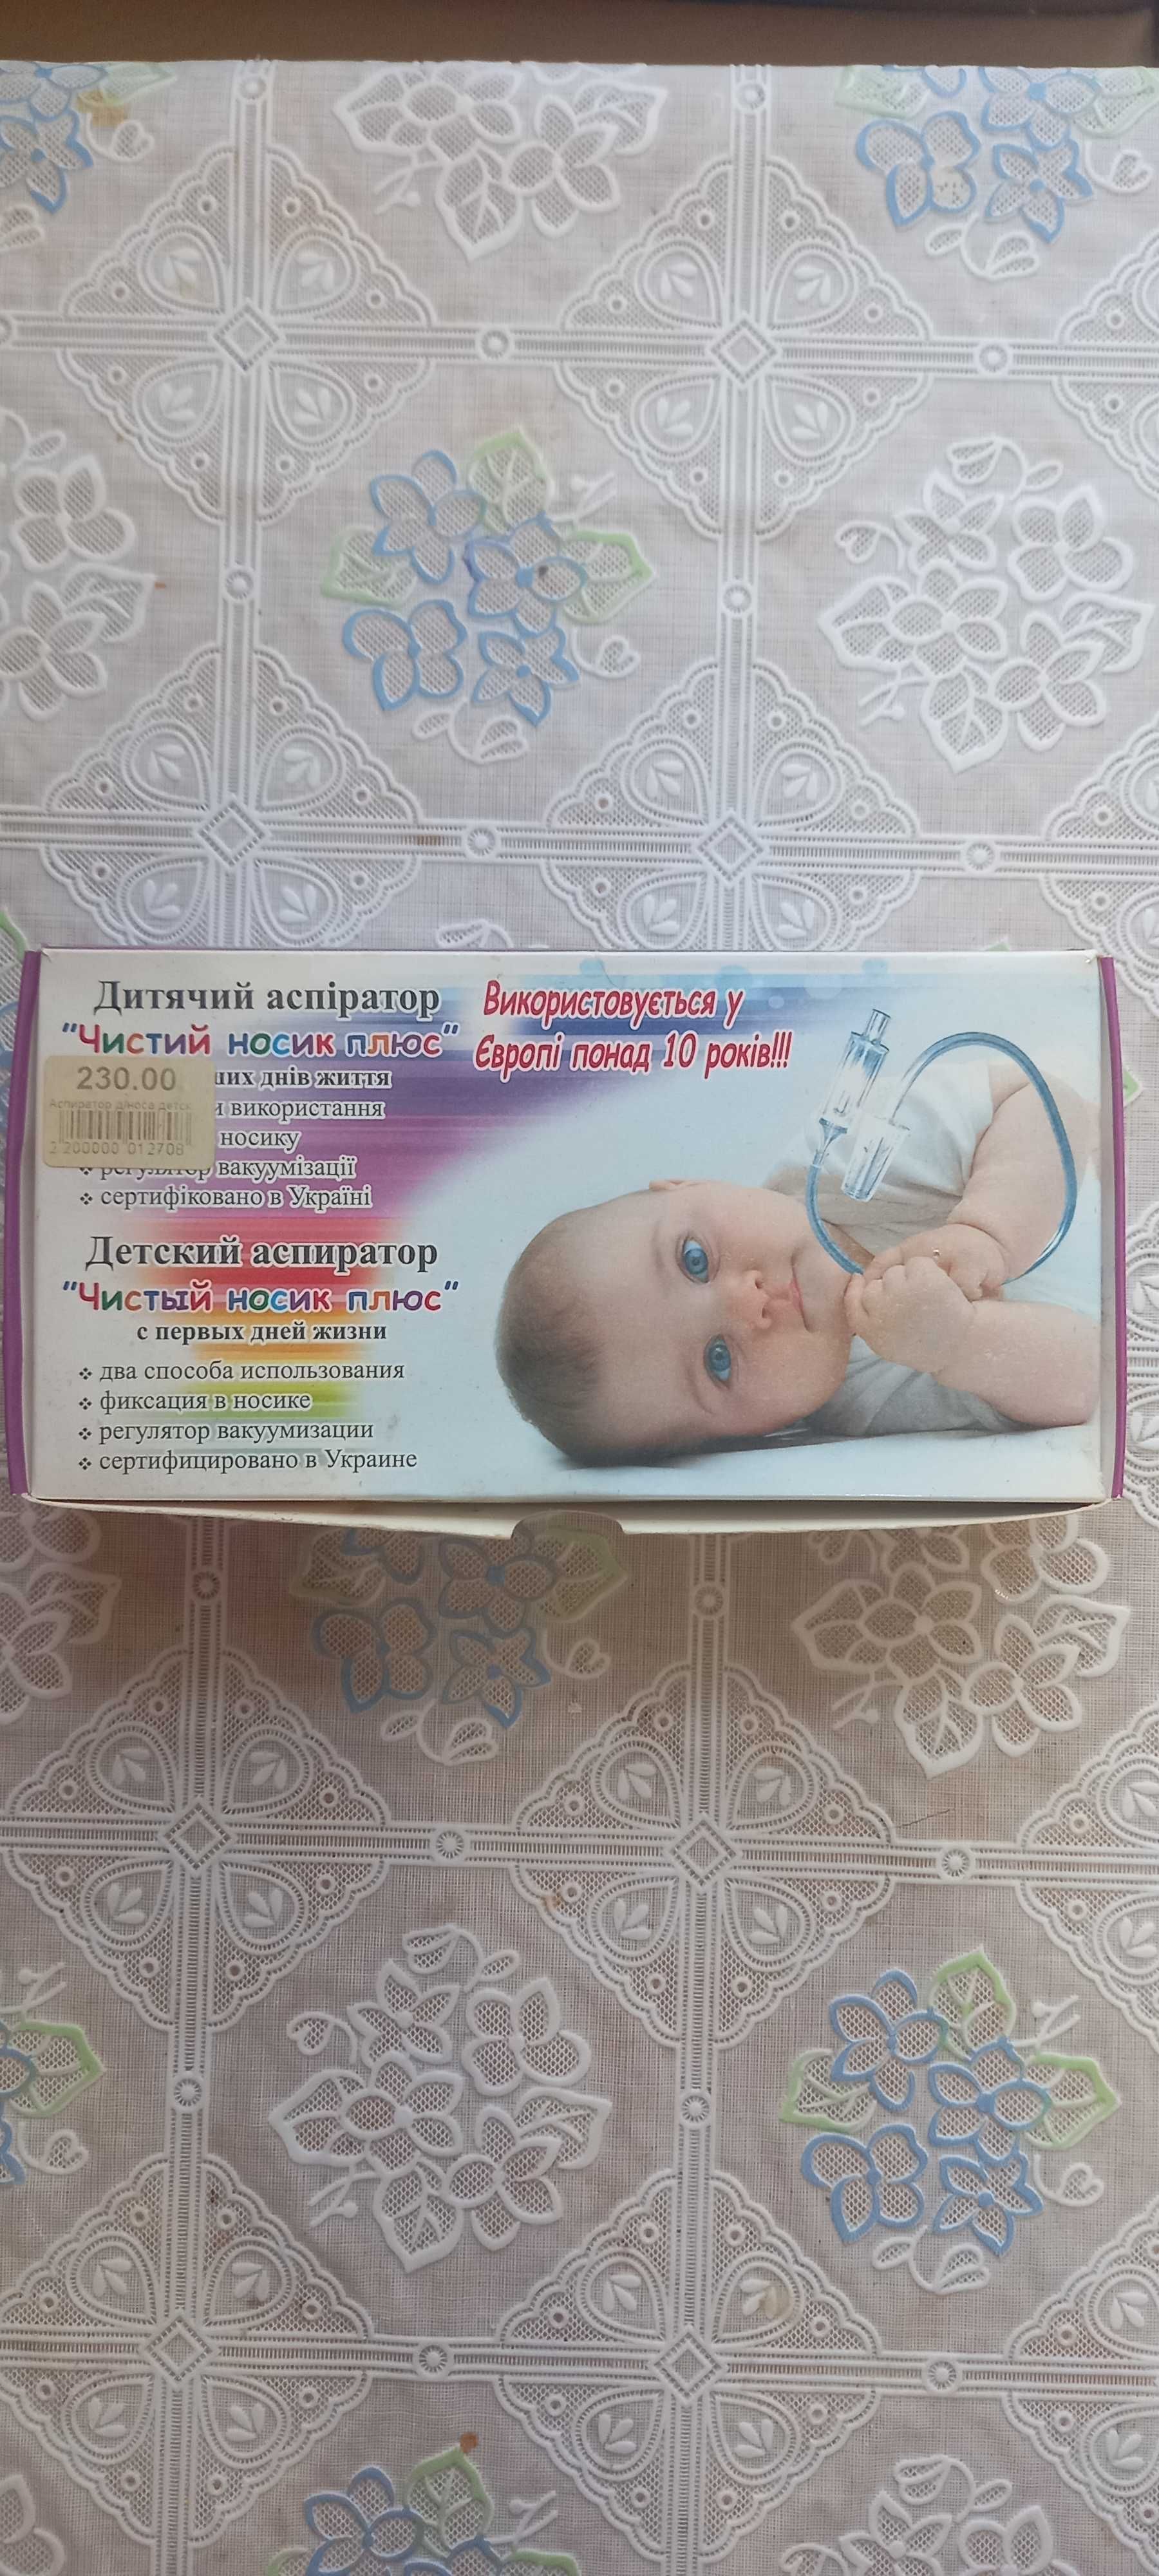 Дитячий аспіратор
"Чистий носик плюс"
Використовується у
Європі понад 10 років!!!
230.00
Аспиратор д/носа детск
2 200000 012708
ших днів життя
и використання
носику
❖ регулятор вакуумізації
❖ сертифіковано в Україні
Детский аспиратор
"Чистый носик плюс"
с первых дней жизни
❖ два способа использования
❖ фиксация в носике
❖ регулятор вакуумизации
❖ сертифицировано в Украине